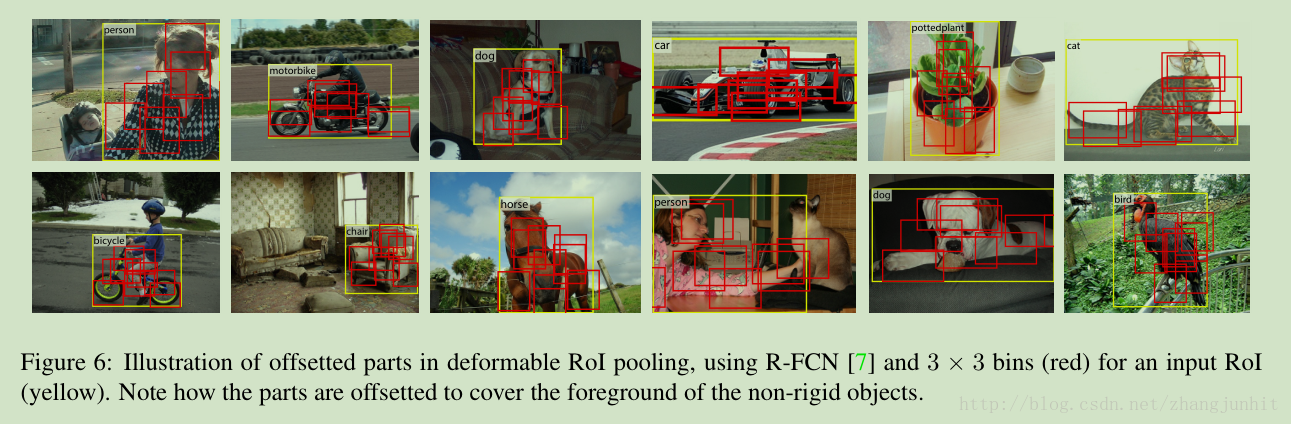 person
motorbike
dog
car
pottedplant
cat
bicycle
chair
horse
person
dog
bird
Figure 6: Illustration of offsetted parts in deformable RoI pooling, using R-FCN [7] and 3 × 3 bins (red) for an input RoI
(yellow). Note how the parts are offsetted to cover the foreground of the non-rigid objects.
http://blog.csdn.net/zhangjunhit